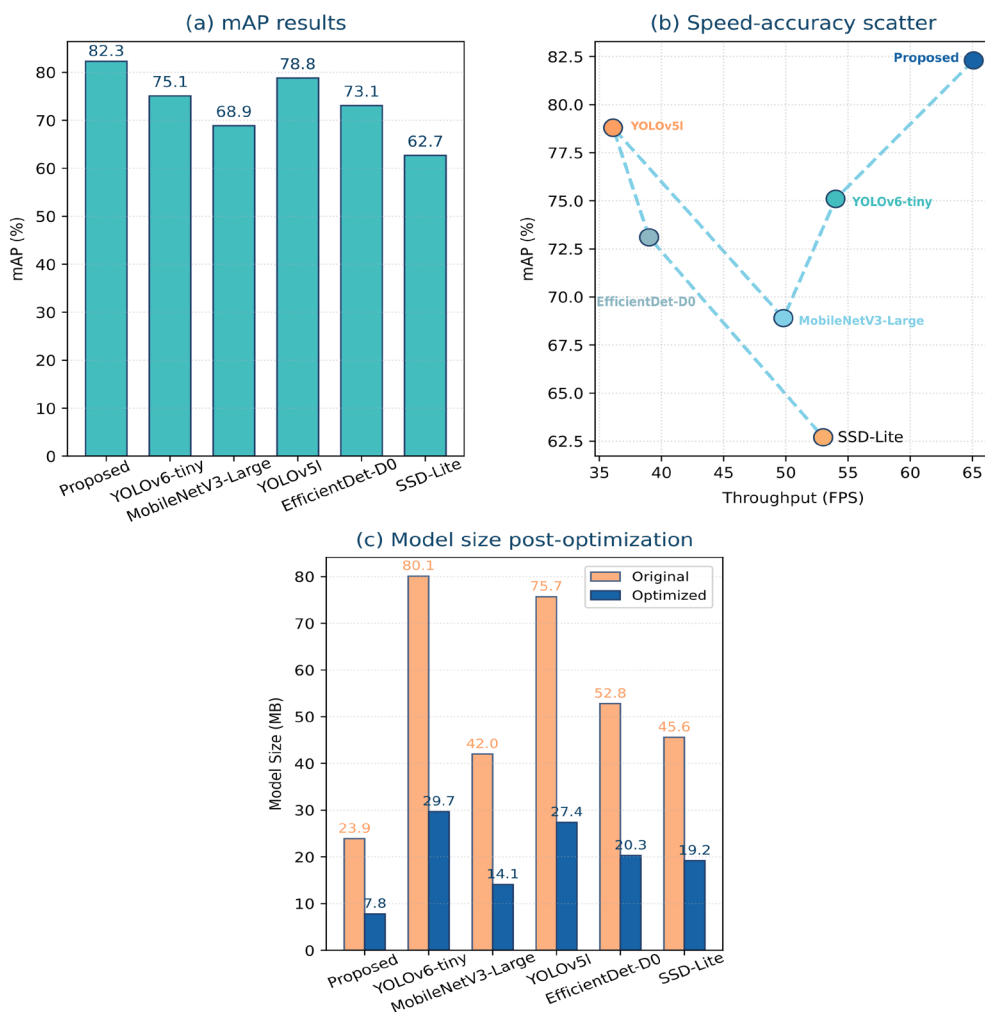 (a) mAP results
82.3
75.1
68.9
78.8
73.1
62.7
80
70
60
50
40
30
20
10
0
mAP (%)
Proposed
YOLOv6-tiny
MobileNetV3-Large
YOLOv5l
EfficientDet-D0
SSD-Lite
(b) Speed-accuracy scatter
82.5
80.0
77.5
75.0
72.5
70.0
67.5
65.0
62.5
mAP (%)
Proposed
YOLOv5l
YOLOv6-tiny
EfficientDet-D0
MobileNetV3-Large
SSD-Lite
35 40 45 50 55 60 65
Throughput (FPS)
(c) Model size post-optimization
Original
Optimized
80
70
60
50
40
30
20
10
0
Model Size (MB)
23.9
7.8
80.1
29.7
42.0
14.1
75.7
27.4
52.8
20.3
45.6
19.2
Proposed
YOLOv6-tiny
MobileNetV3-Large
YOLOv5l
EfficientDet-D0
SSD-Lite